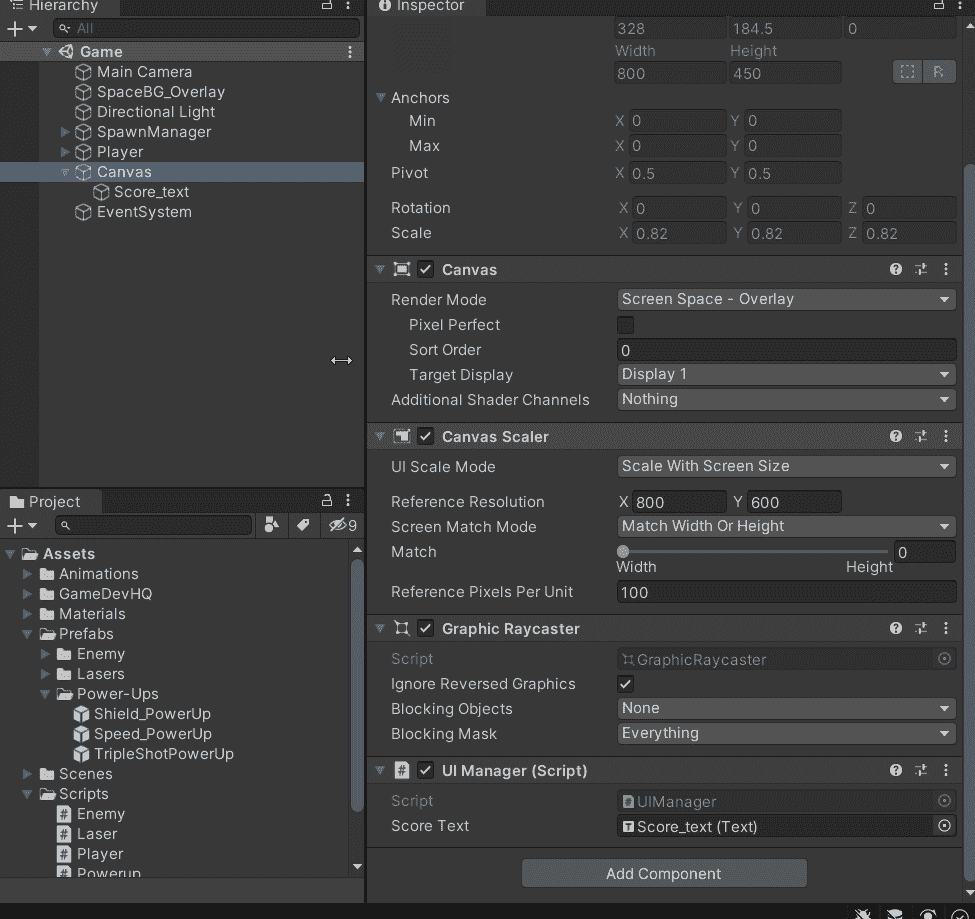 Hierarchy
All
Game
Main Camera
SpaceBG_Overlay
Directional Light
SpawnManager
Player
Canvas
Score_text
EventSystem
Project
9
Assets
Animations
GameDevHQ
Materials
Prefabs
Enemy
Lasers
Power-Ups
Shield_PowerUp
Speed_PowerUp
TripleShotPowerUp
Scenes
Scripts
# Enemy
# Laser
# Player
# Powerup
Inspector
328 184.5 0
Width Height
800 450 R
Anchors
Min X 0 Y 0
Max X 0 Y 0
Pivot X 0.5 Y 0.5
Rotation X 0 Y 0 Z 0
Scale X 0.82 Y 0.82 Z 0.82
Canvas
Render Mode Screen Space - Overlay
Pixel Perfect
Sort Order 0
Target Display Display 1
Additional Shader Channels Nothing
Canvas Scaler
UI Scale Mode Scale With Screen Size
Reference Resolution X 800 Y 600
Screen Match Mode Match Width Or Height
Match 0
Width Height
Reference Pixels Per Unit 100
Graphic Raycaster
Script GraphicRaycaster
Ignore Reversed Graphics
Blocking Objects None
Blocking Mask Everything
# UI Manager (Script)
Script # UIManager
Score Text T Score_text (Text)
Add Component